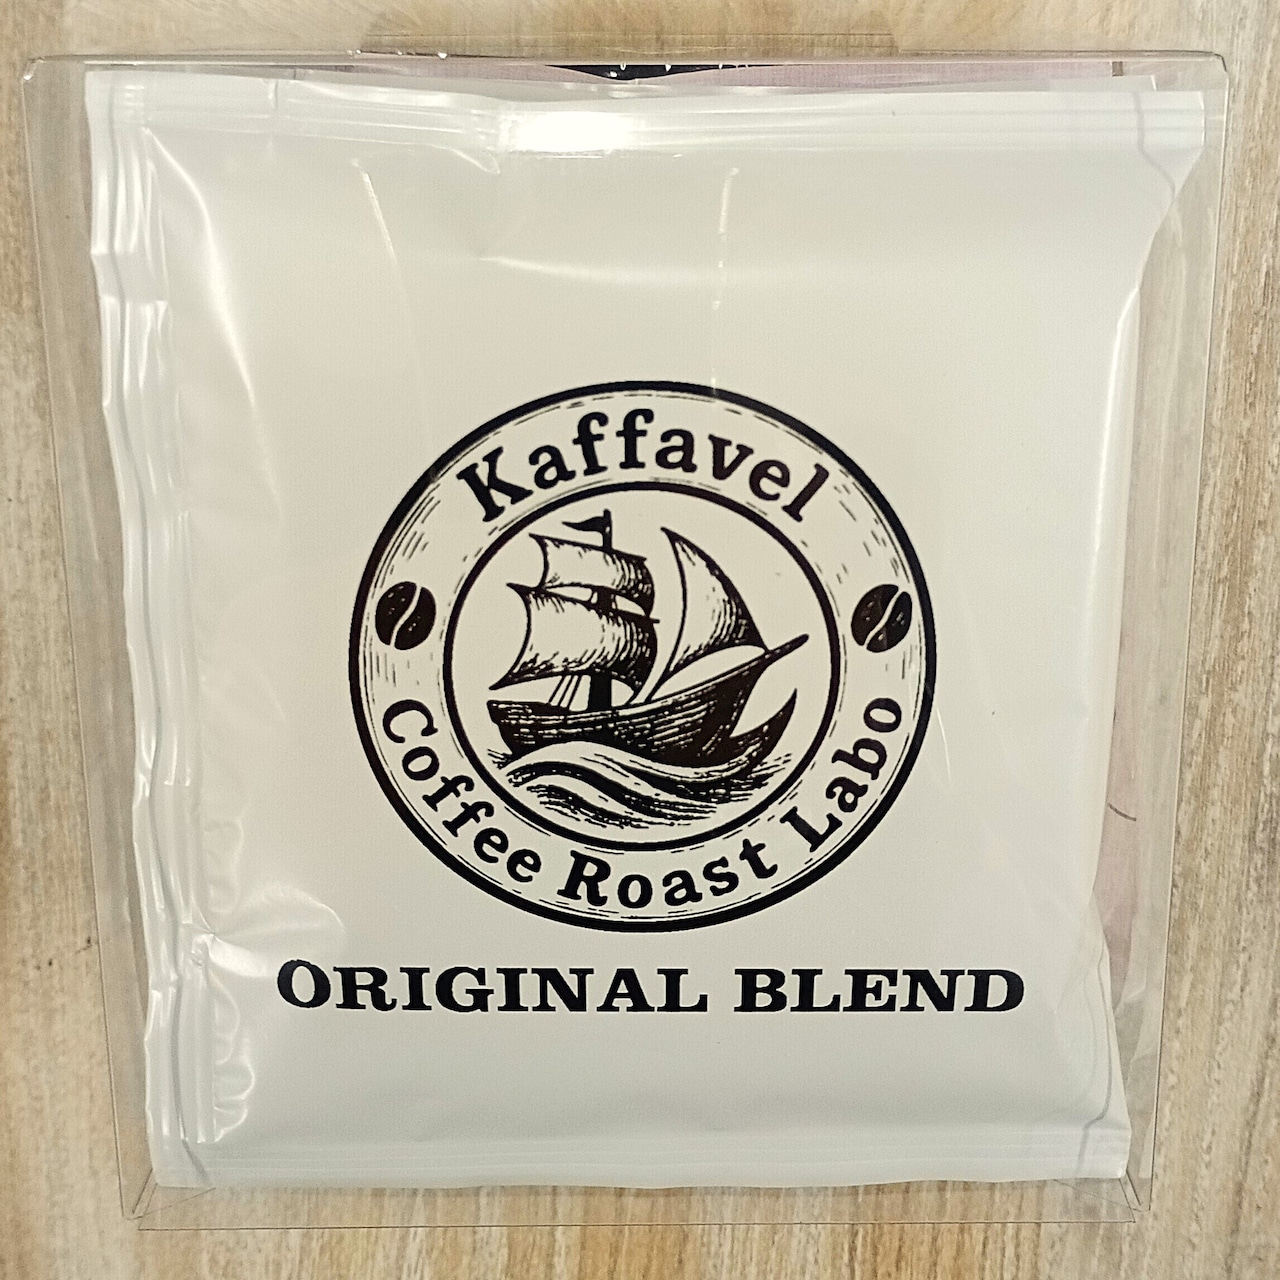 Kaffavel
Coffee Roast Labo
ORIGINAL BLEND